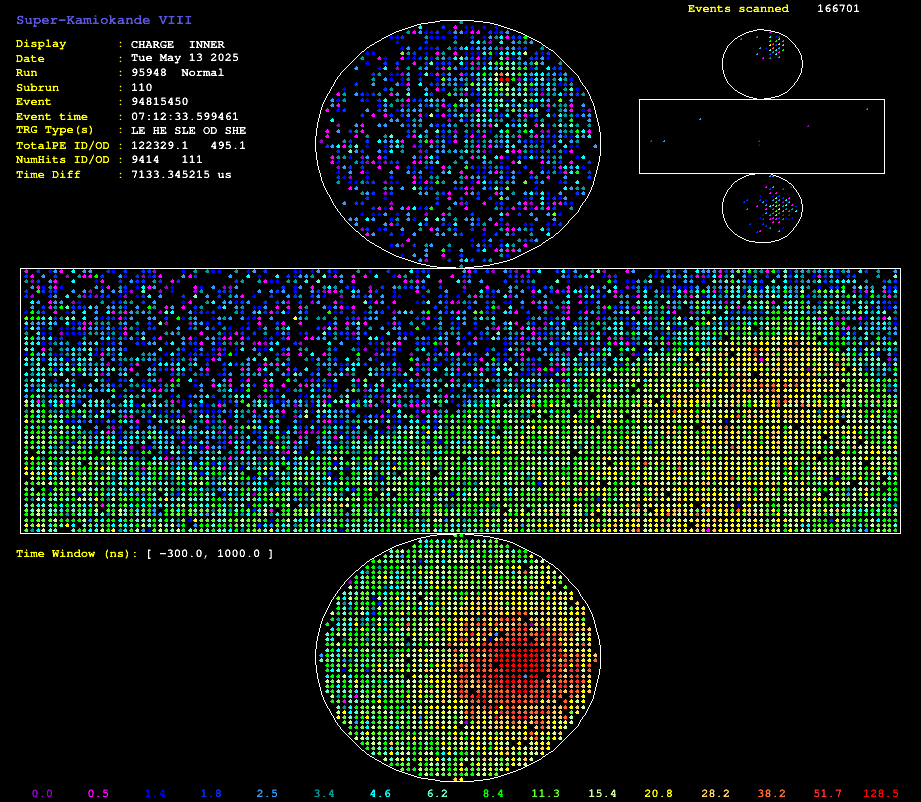 Super-Kamiokande VIII
Events scanned 166701
Display : CHARGE INNER
Date : Tue May 13 2025
Run : 95948 Normal
Subrun : 110
Event : 94815450
Event time : 07:12:33.599461
TRG Type(s) : LE HE SLE OD SHE
TotalPE ID/OD : 122329.1 495.1
NumHits ID/OD : 9414 111
Time Diff : 7133.345215 us
Time Window (ns): [ −300.0, 1000.0 ]
0.0 0.5 1.4 1.8 2.5 3.4 4.6 6.2 8.4 11.3 15.4 20.8 28.2 38.2 51.7 128.5